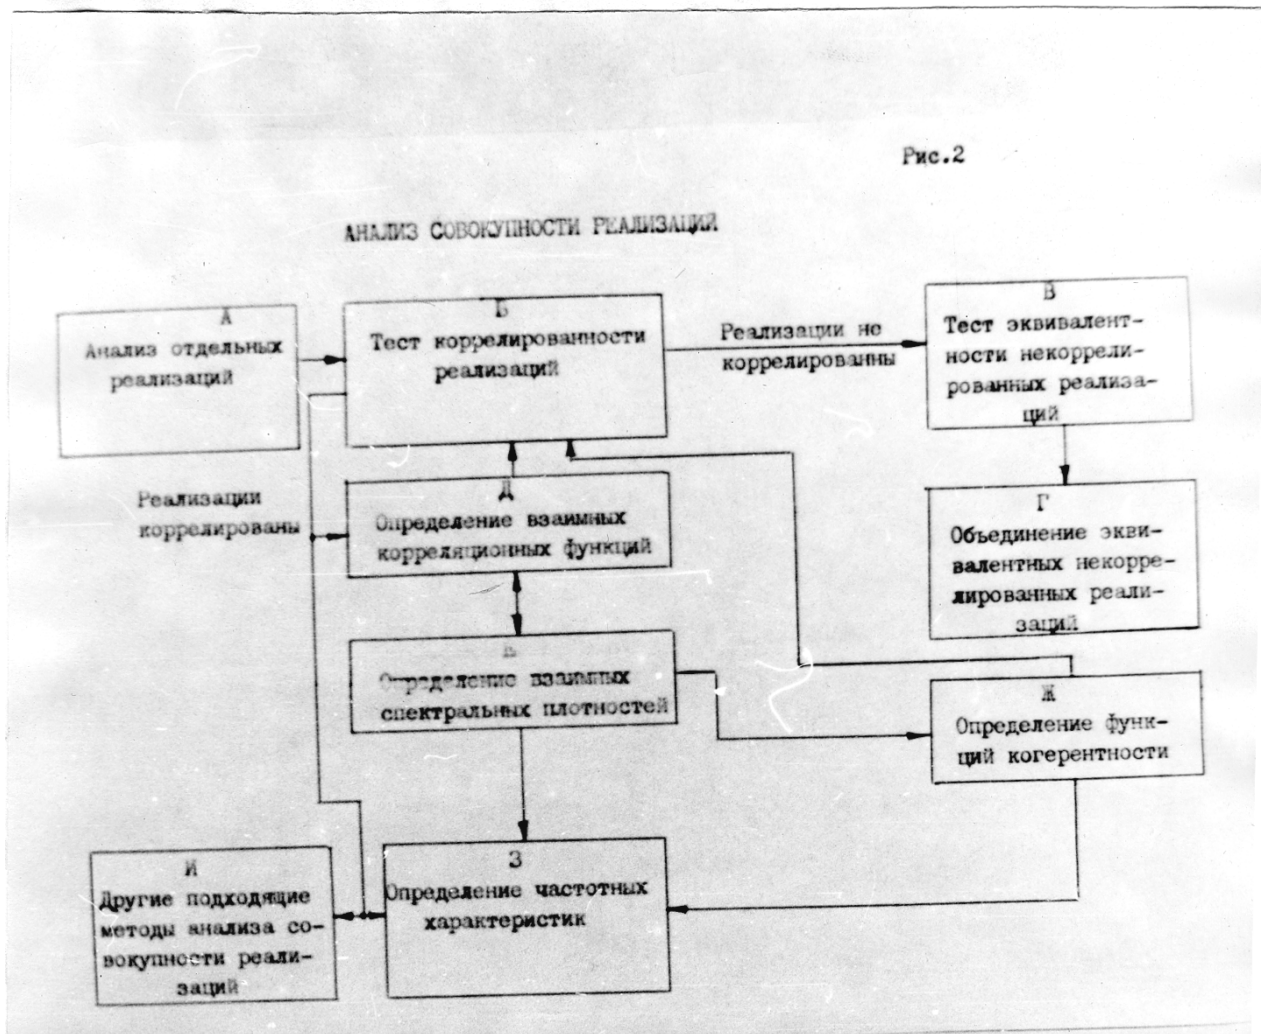 Рис.2
АНАЛИЗ СОВОКУПНОСТИ РЕАЛИЗАЦИЙ
А
Анализ отдельных
реализаций
Б
Тест коррелированности
реализаций
Реализации не
коррелированны
В
Тест эквивалент-
ности некоррели-
рованных реализа-
ций
Реализации
коррелированы
Д
Определение взаимных
корреляционных функций
Г
Объединение экви-
валентных некорре-
лированных реали-
заций
Е
Определение взаимных
спектральных плотностей
Ж
Определение функ-
ций когерентности
И
Другие подходящие
методы анализа со-
вокупности реали-
заций
З
Определение частотных
характеристик